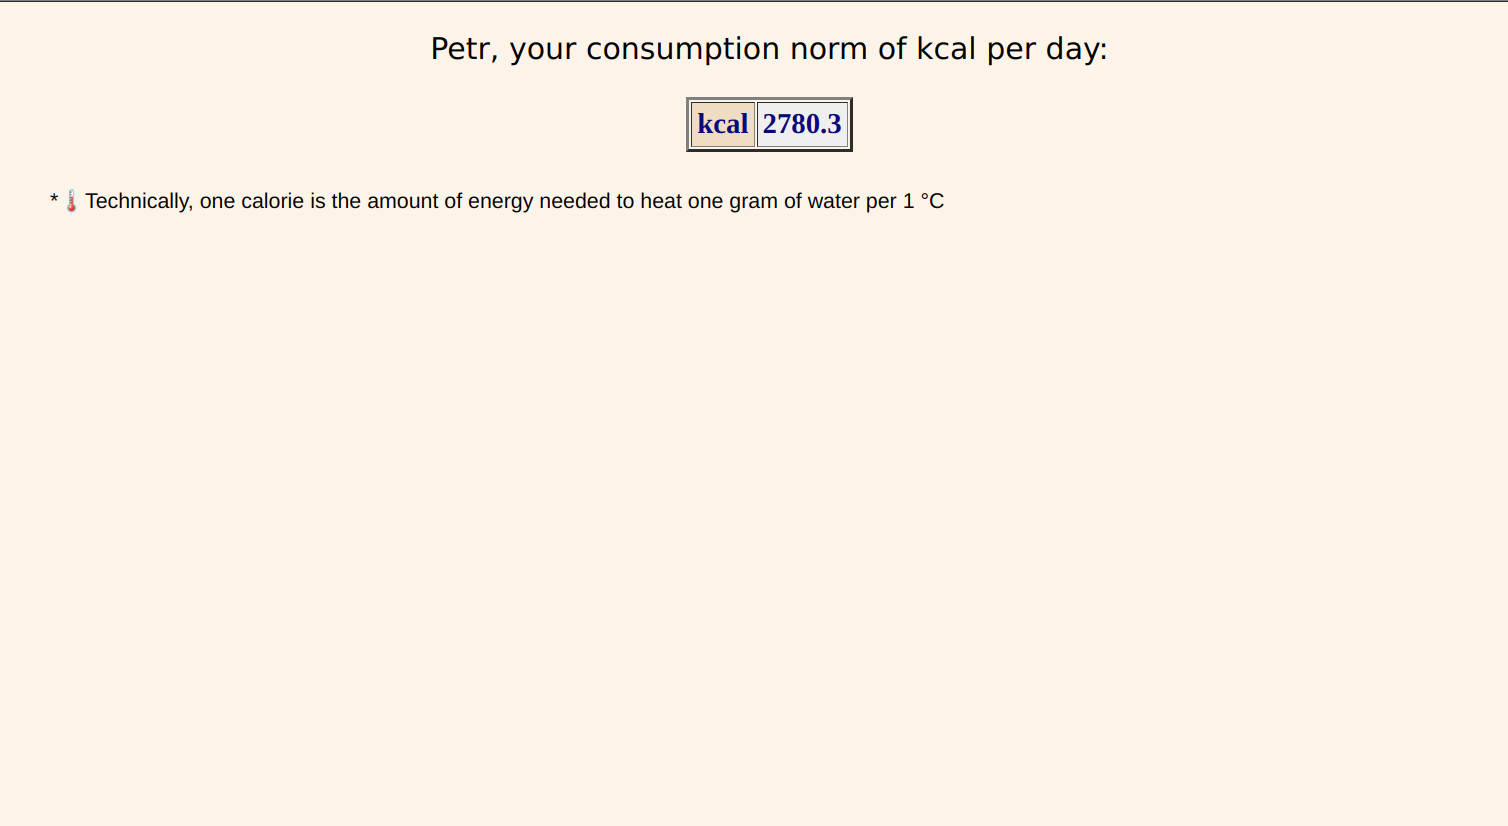 Petr, your consumption norm of kcal per day:
kcal 2780.3
*🌡Technically, one calorie is the amount of energy needed to heat one gram of water per 1 °C